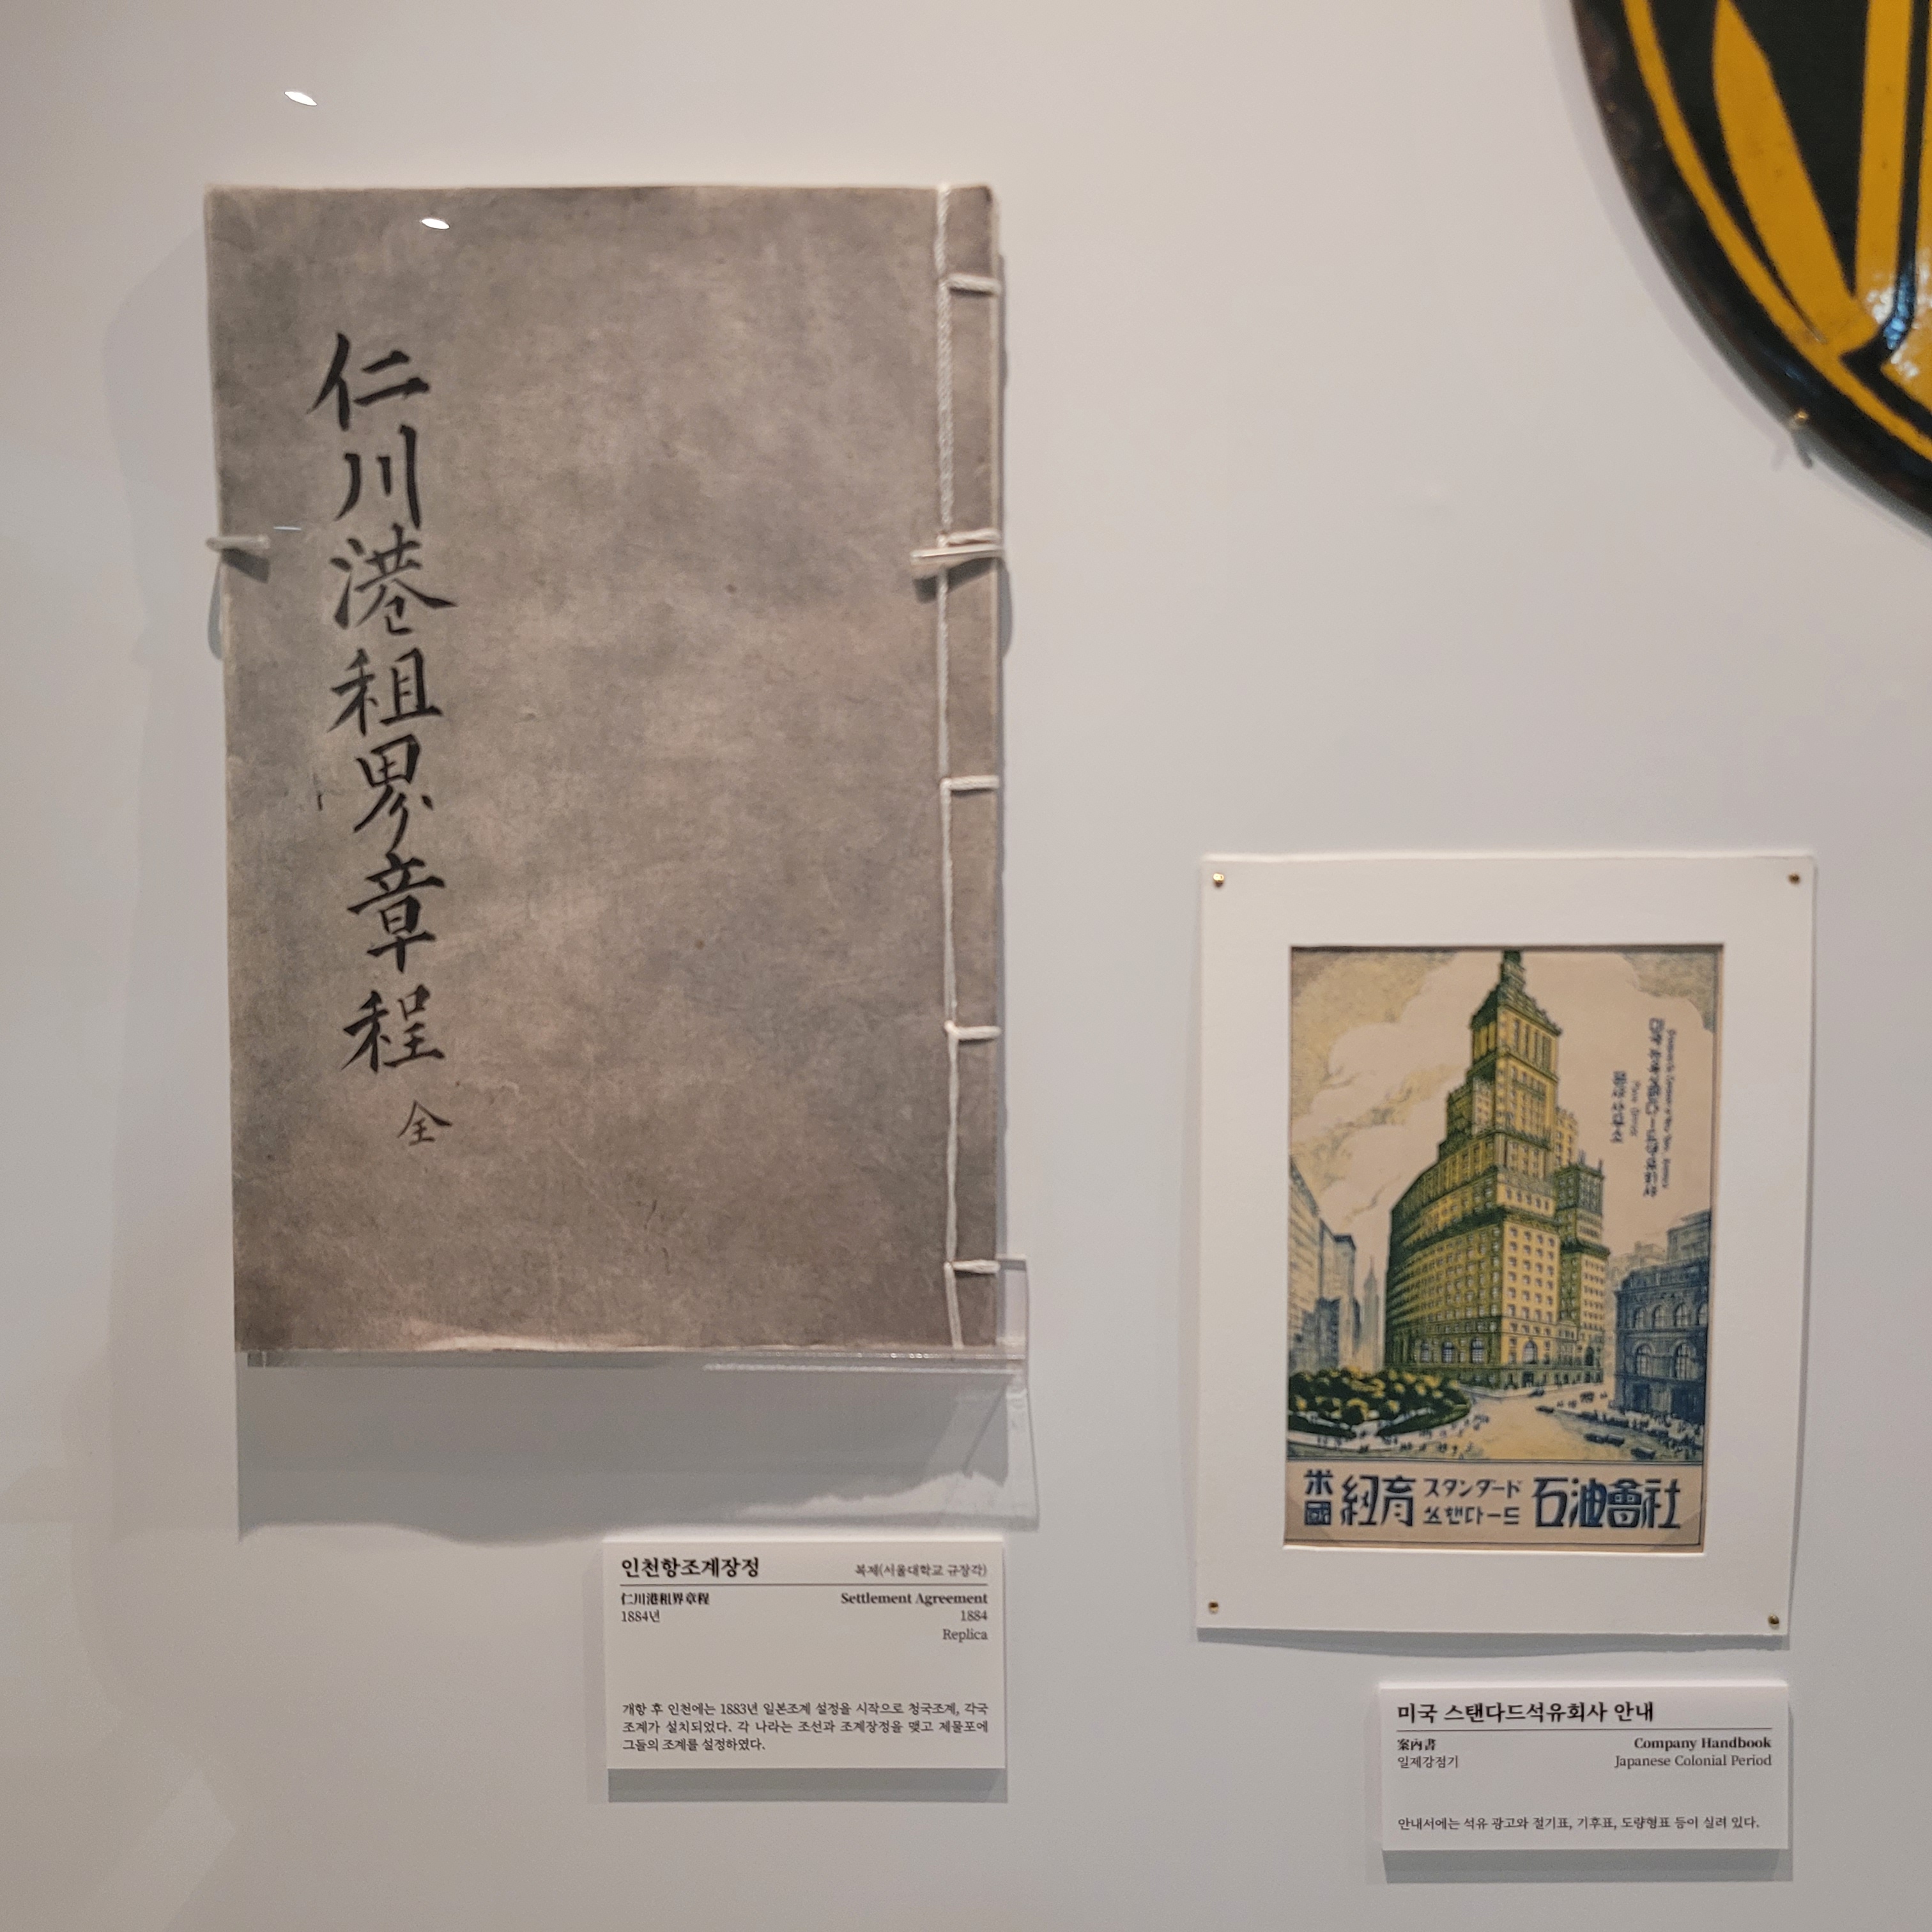 仁川港租界章程
全
米國 紐育 スタンダード 石油會社
쓰탠다ー드
인천항조계장정
복제(서울대학교 규장각)
仁川港租界章程
Settlement Agreement
1884년
1884
Replica
개항 후 인천에는 1883년 일본조계 설정을 시작으로 청국조계, 각국
조계가 설치되었다. 각 나라는 조선과 조계장정을 맺고 제물포에
그들의 조계를 설정하였다.
미국 스탠다드석유회사 안내
案內書
Company Handbook
일제강점기
Japanese Colonial Period
안내서에는 석유 광고와 절기표, 기후표, 도량형표 등이 실려 있다.